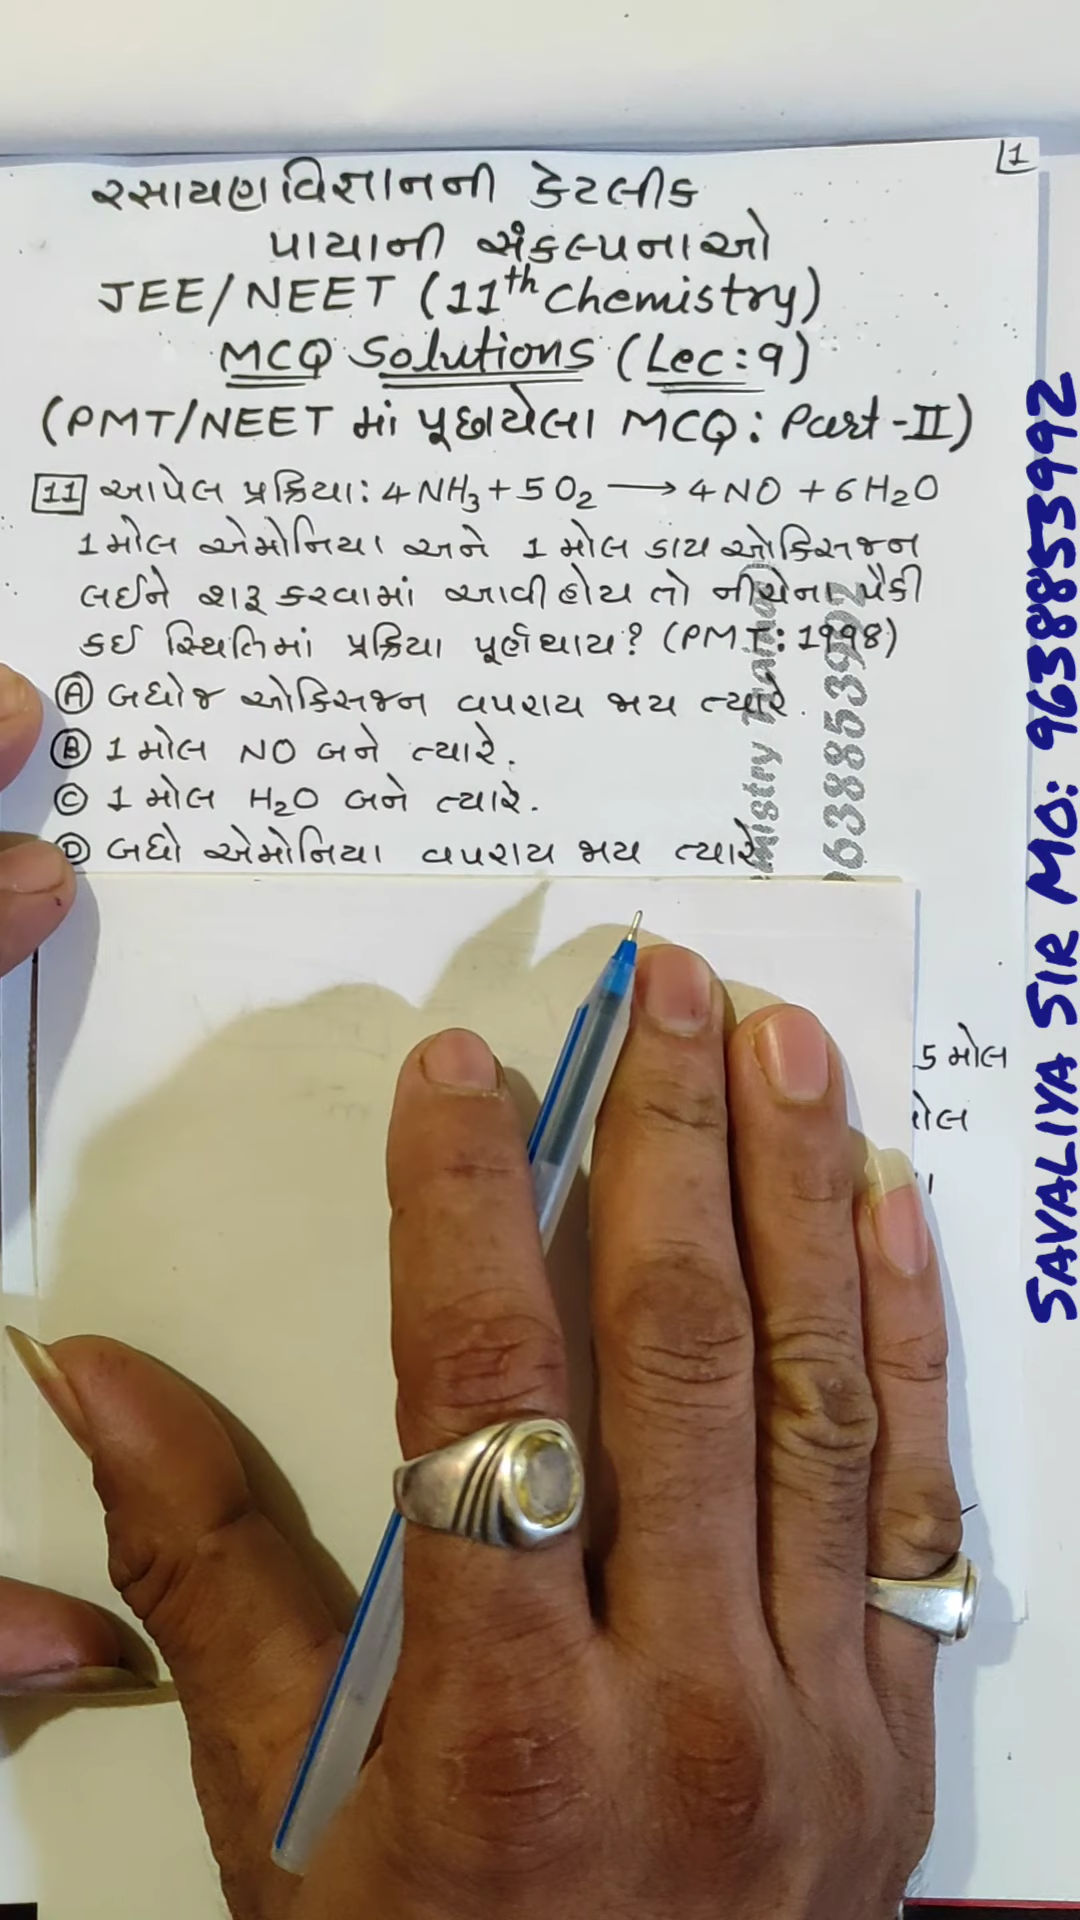 1
રસાયણવિજ્ઞાનની કેટલીક
પાયાની સંકલ્પનાઓ
JEE/NEET (11th Chemistry)
MCQ Solutions (Lec:9)
(PMT/NEET માં પૂછાયેલા MCQ: Part-II)
11 આપેલ પ્રક્રિયા: 4NH₃+5O₂ ⟶ 4NO +6H₂O
1મોલ એમોનિયા અને 1 મોલ ડાય ઓક્સિજન
લઈને શરૂ કરવામાં આવી હોય તો નીચેના પૈકી
કઈ સ્થિતિમાં પ્રક્રિયા પૂર્ણ થાય? (PMT: 1998)
Ⓐ બધોજ ઓક્સિજન વપરાય જાય ત્યારે.
Ⓑ 1 મોલ NO બને ત્યારે.
Ⓒ 1 મોલ H₂O બને ત્યારે.
Ⓓ બધો એમોનિયા વપરાય જાય ત્યારે.
5 મોલ
મોલ
SAVALIYA SIR MO: 9638853992
9638853992